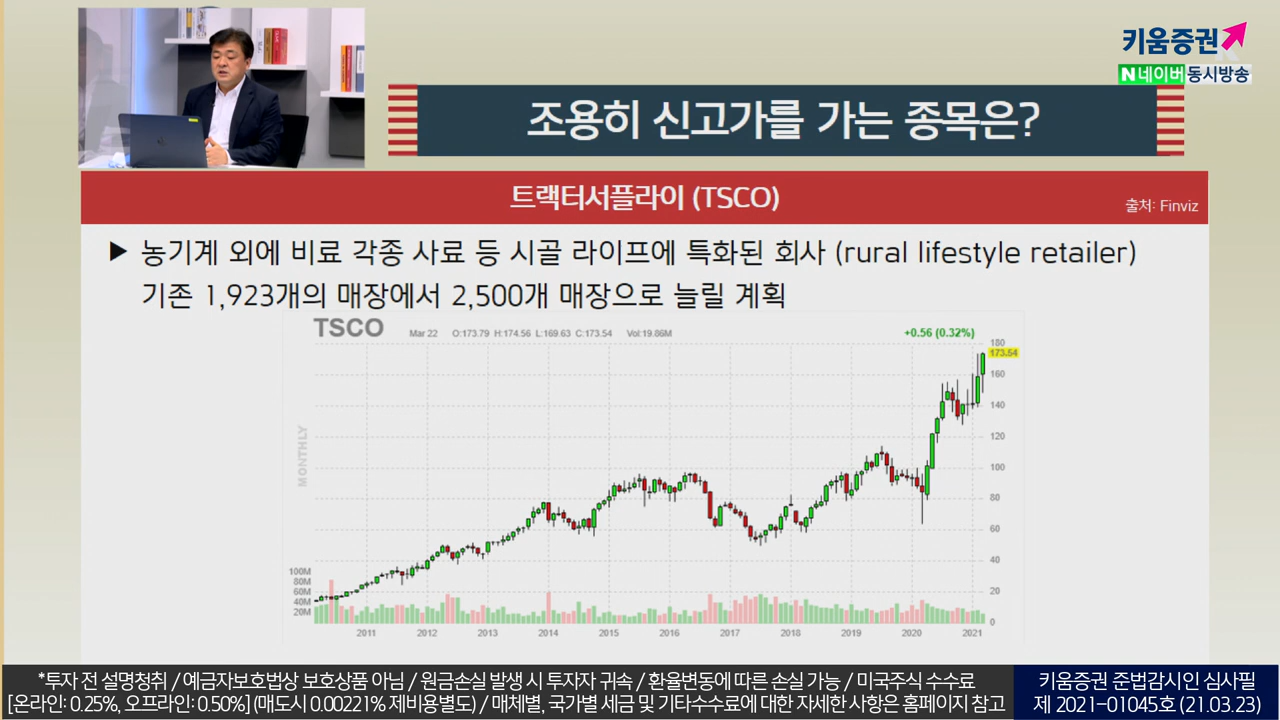 키움증권
N 네이버 동시방송
조용히 신고가를 가는 종목은?
트랙터서플라이 (TSCO)
출처: Finviz
▶ 농기계 외에 비료 각종 사료 등 시골 라이프에 특화된 회사 (rural lifestyle retailer)
기존 1,923개의 매장에서 2,500개 매장으로 늘릴 계획
TSCO Mar 22 O:173.79 H:174.56 L:169.63 C:173.54 Vol:19.86M +0.56 (0.32%)
180
173.54
160
140
120
100
80
60
40
20
0
MONTHLY
100M
80M
60M
40M
20M
2011 2012 2013 2014 2015 2016 2017 2018 2019 2020 2021
*투자 전 설명청취 / 예금자보호법상 보호상품 아님 / 원금손실 발생 시 투자자 귀속 / 환율변동에 따른 손실 가능 / 미국주식 수수료
[온라인: 0.25%, 오프라인: 0.50%] (매도시 0.00221% 제비용별도) / 매체별, 국가별 세금 및 기타수수료에 대한 자세한 사항은 홈페이지 참고
키움증권 준법감시인 심사필
제 2021-01045호 (21.03.23)